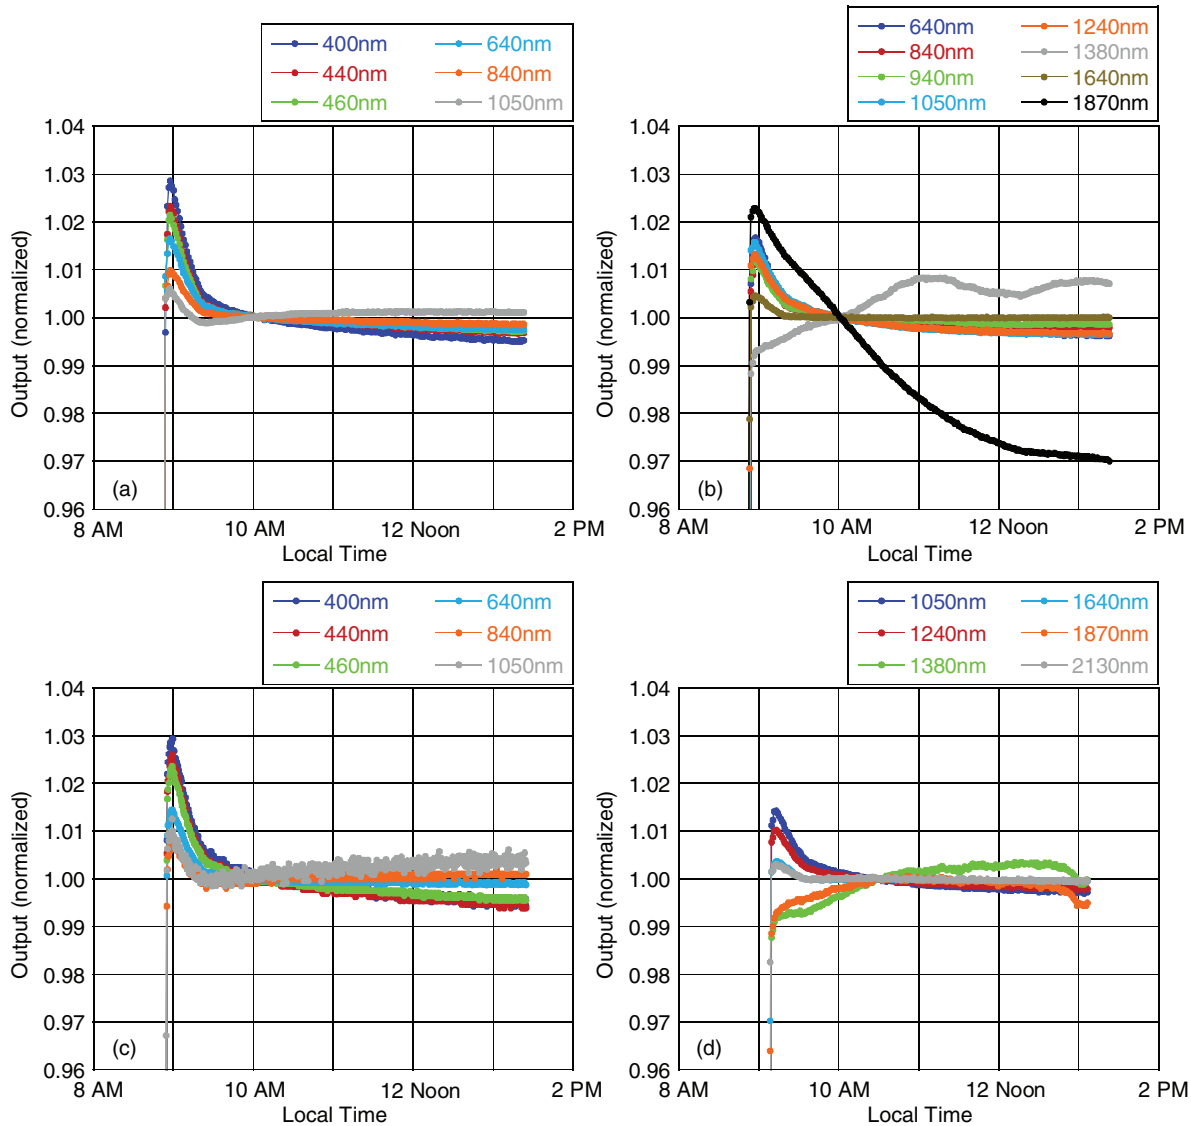 400nm 640nm
440nm 840nm
460nm 1050nm
1.04
1.03
1.02
1.01
1.00
0.99
0.98
0.97
0.96
Output (normalized)
(a)
8 AM 10 AM 12 Noon 2 PM
Local Time
640nm 1240nm
840nm 1380nm
940nm 1640nm
1050nm 1870nm
1.04
1.03
1.02
1.01
1.00
0.99
0.98
0.97
0.96
Output (normalized)
(b)
8 AM 10 AM 12 Noon 2 PM
Local Time
400nm 640nm
440nm 840nm
460nm 1050nm
1.04
1.03
1.02
1.01
1.00
0.99
0.98
0.97
0.96
Output (normalized)
(c)
8 AM 10 AM 12 Noon 2 PM
Local Time
1050nm 1640nm
1240nm 1870nm
1380nm 2130nm
1.04
1.03
1.02
1.01
1.00
0.99
0.98
0.97
0.96
Output (normalized)
(d)
8 AM 10 AM 12 Noon 2 PM
Local Time